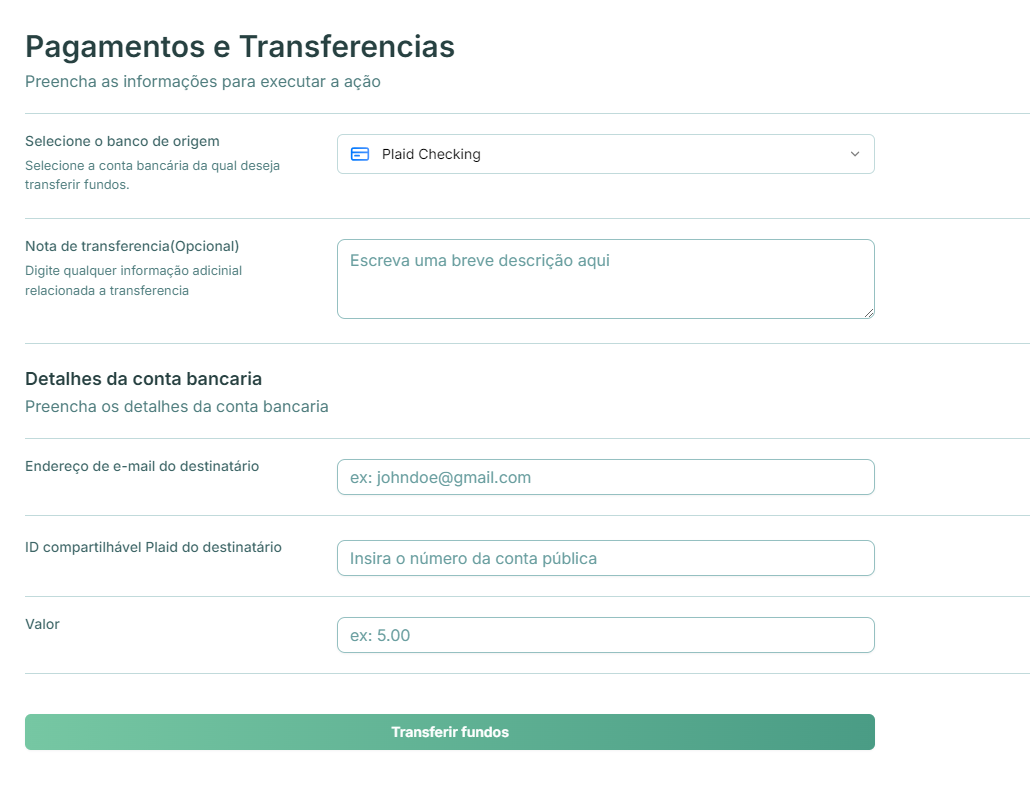 Pagamentos e Transferencias
Preencha as informações para executar a ação
Selecione o banco de origem
Selecione a conta bancária da qual deseja
transferir fundos.
Plaid Checking
Nota de transferencia(Opcional)
Digite qualquer informação adicinial
relacionada a transferencia
Escreva uma breve descrição aqui
Detalhes da conta bancaria
Preencha os detalhes da conta bancaria
Endereço de e-mail do destinatário
ex: johndoe@gmail.com
ID compartilhável Plaid do destinatário
Insira o número da conta pública
Valor
ex: 5.00
Transferir fundos